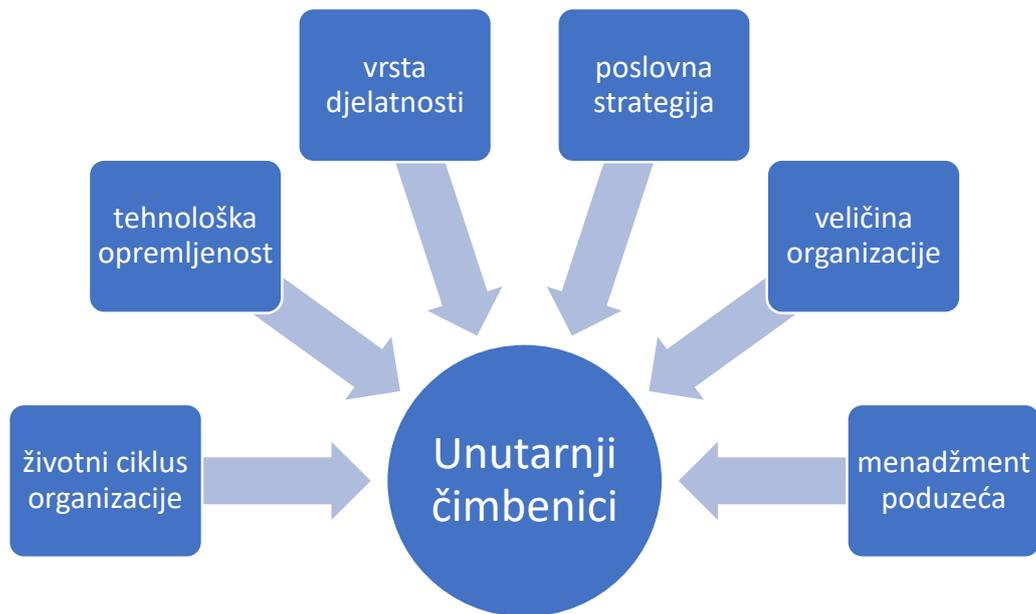 vrsta
djelatnosti
poslovna
strategija
tehnološka
opremljenost
veličina
organizacije
životni ciklus
organizacije
Unutarnji
čimbenici
menadžment
poduzeća